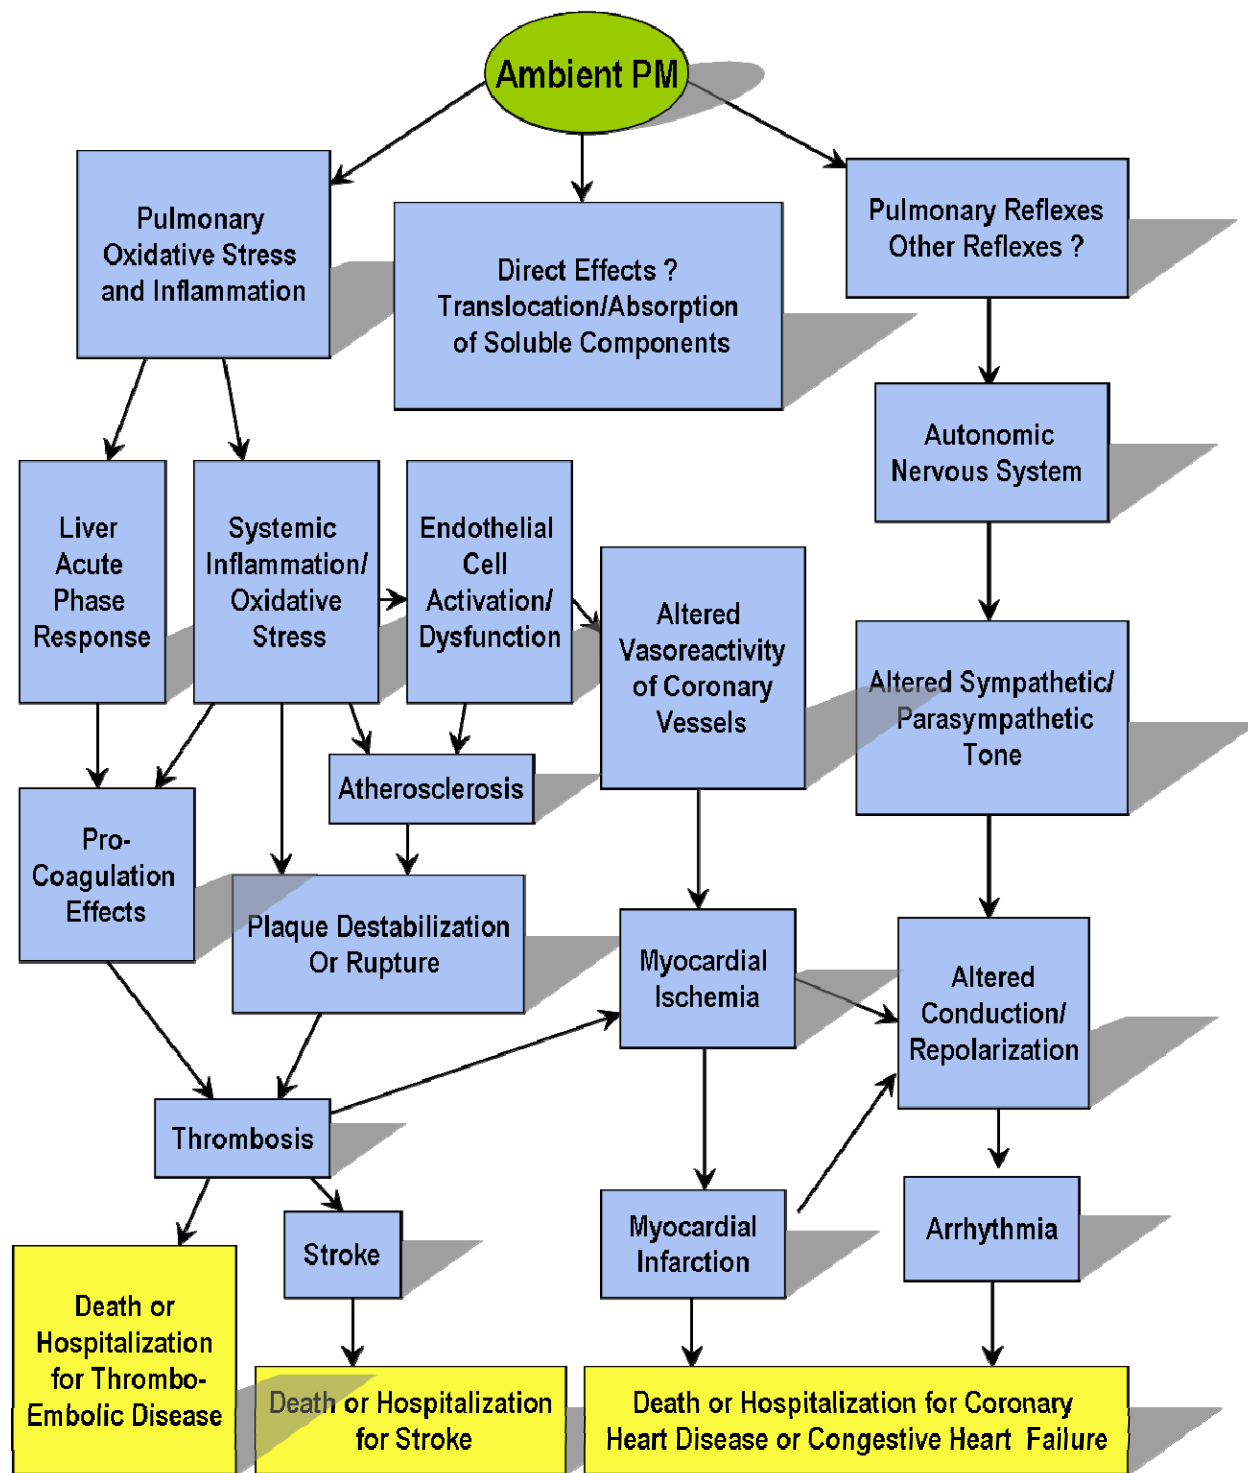 Ambient PM
Pulmonary
Oxidative Stress
and Inflammation
Direct Effects ?
Translocation/Absorption
of Soluble Components
Pulmonary Reflexes
Other Reflexes ?
Autonomic
Nervous System
Liver
Acute
Phase
Response
Systemic
Inflammation/
Oxidative
Stress
Endothelial
Cell
Activation/
Dysfunction
Altered
Vasoreactivity
of Coronary
Vessels
Altered Sympathetic/
Parasympathetic
Tone
Atherosclerosis
Pro-
Coagulation
Effects
Plaque Destabilization
Or Rupture
Myocardial
Ischemia
Altered
Conduction/
Repolarization
Thrombosis
Stroke
Myocardial
Infarction
Arrhythmia
Death or
Hospitalization
for Thrombo-
Embolic Disease
Death or Hospitalization
for Stroke
Death or Hospitalization for Coronary
Heart Disease or Congestive Heart Failure